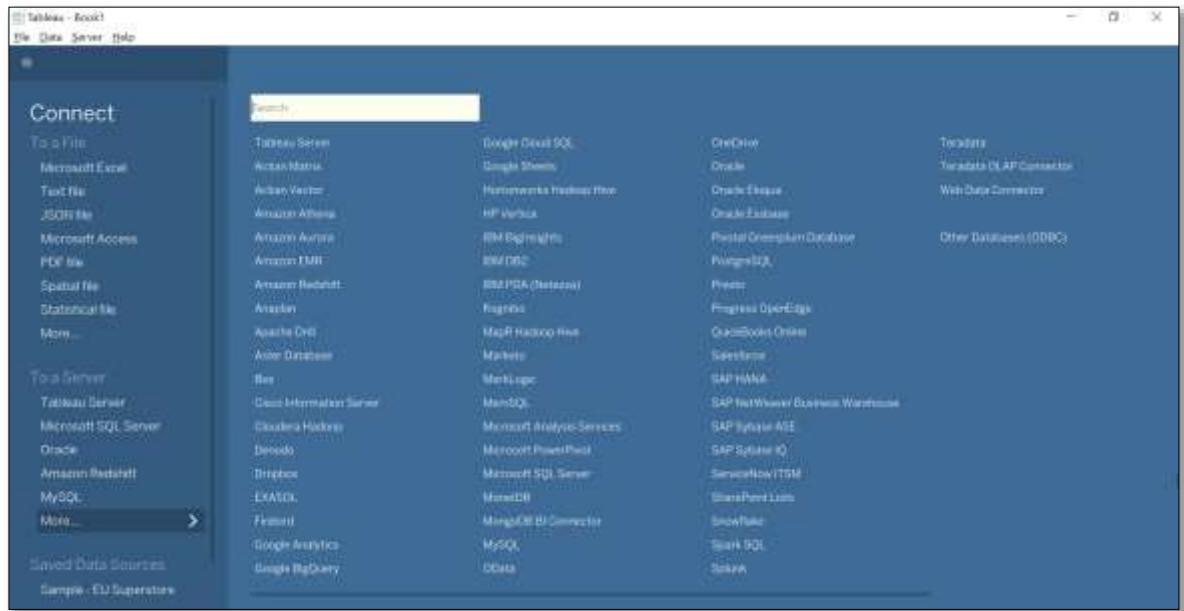 Tableau - Book1
File Data Server Help
Connect
To a File
Microsoft Excel
Text file
JSON file
Microsoft Access
PDF file
Spatial file
Statistical file
More...
To a Server
Tableau Server
Microsoft SQL Server
Oracle
Amazon Redshift
MySQL
More...
Saved Data Sources
Sample - EU Superstore
Search
Tableau Server
Actian Matrix
Actian Vector
Amazon Athena
Amazon Aurora
Amazon EMR
Amazon Redshift
Anaplan
Apache Drill
Aster Database
Box
Cisco Information Server
Cloudera Hadoop
Denodo
Dropbox
EXASOL
Firebird
Google Analytics
Google BigQuery
Google Cloud SQL
Google Sheets
Hortonworks Hadoop Hive
HP Vertica
IBM BigInsights
IBM DB2
IBM PDA (Netezza)
Kognitio
MapR Hadoop Hive
Marketo
MarkLogic
MemSQL
Microsoft Analysis Services
Microsoft PowerPivot
Microsoft SQL Server
MonetDB
MongoDB BI Connector
MySQL
OData
OneDrive
Oracle
Oracle Eloqua
Oracle Essbase
Pivotal Greenplum Database
PostgreSQL
Presto
Progress OpenEdge
QuickBooks Online
Salesforce
SAP HANA
SAP NetWeaver Business Warehouse
SAP Sybase ASE
SAP Sybase IQ
ServiceNow ITSM
SharePoint Lists
Snowflake
Spark SQL
Splunk
Teradata
Teradata OLAP Connector
Web Data Connector
Other Databases (ODBC)